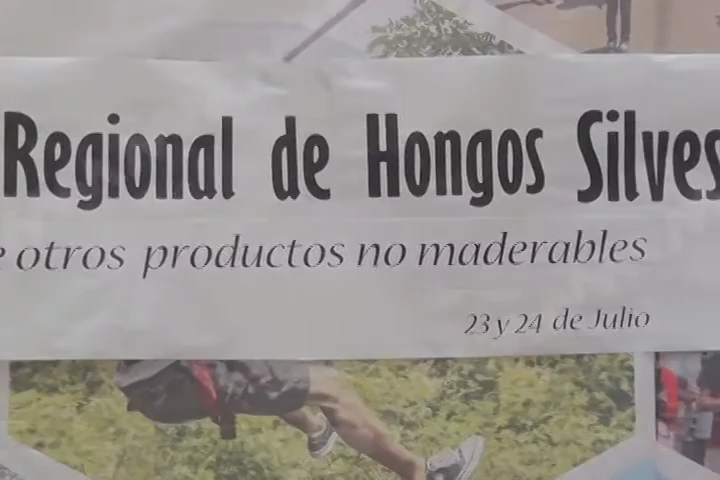 Regional de Hongos Silves
e otros productos no maderables
23 y 24 de Julio